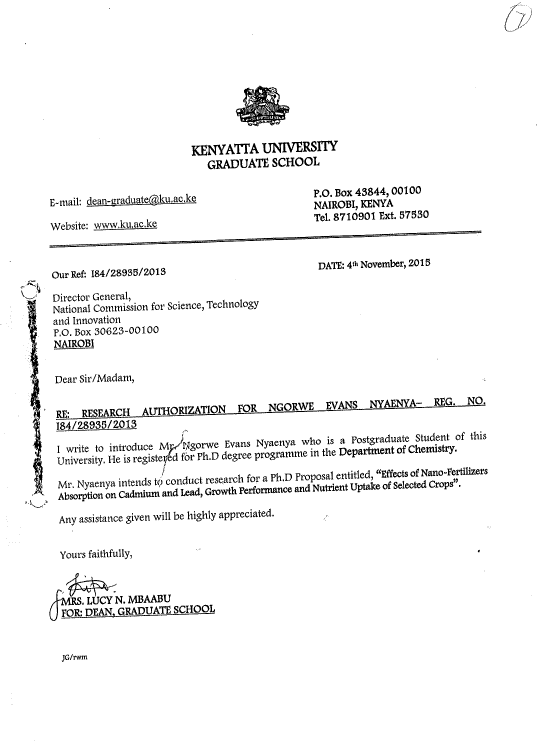 7
KENYATTA UNIVERSITY
GRADUATE SCHOOL
E-mail: dean-graduate@ku.ac.ke
Website: www.ku.ac.ke
P.O. Box 43844, 00100
NAIROBI, KENYA
Tel. 8710901 Ext. 57530
Our Ref: I84/28935/2013
DATE: 4th November, 2015
Director General,
National Commission for Science, Technology
and Innovation
P.O. Box 30623-00100
NAIROBI
Dear Sir/Madam,
RE: RESEARCH AUTHORIZATION FOR NGORWE EVANS NYAENYA– REG. NO.
I84/28935/2013
I write to introduce Mr. Ngorwe Evans Nyaenya who is a Postgraduate Student of this
University. He is registered for Ph.D degree programme in the Department of Chemistry.
Mr. Nyaenya intends to conduct research for a Ph.D Proposal entitled, “Effects of Nano-Fertilizers
Absorption on Cadmium and Lead, Growth Performance and Nutrient Uptake of Selected Crops”.
Any assistance given will be highly appreciated.
Yours faithfully,
MRS. LUCY N. MBAABU
FOR: DEAN, GRADUATE SCHOOL
JG/rwm